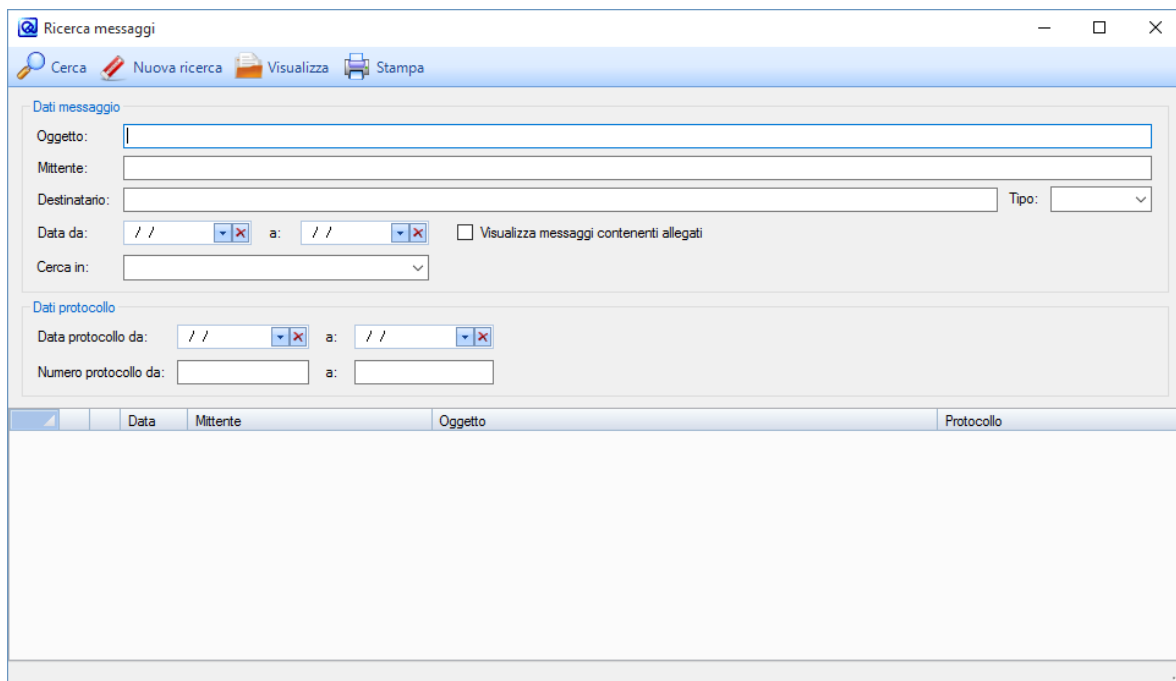 Ricerca messaggi
Cerca Nuova ricerca Visualizza Stampa
Dati messaggio
Oggetto:
Mittente:
Destinatario: Tipo:
Data da: / / a: / / Visualizza messaggi contenenti allegati
Cerca in:
Dati protocollo
Data protocollo da: / / a: / /
Numero protocollo da: a:
Data Mittente Oggetto Protocollo